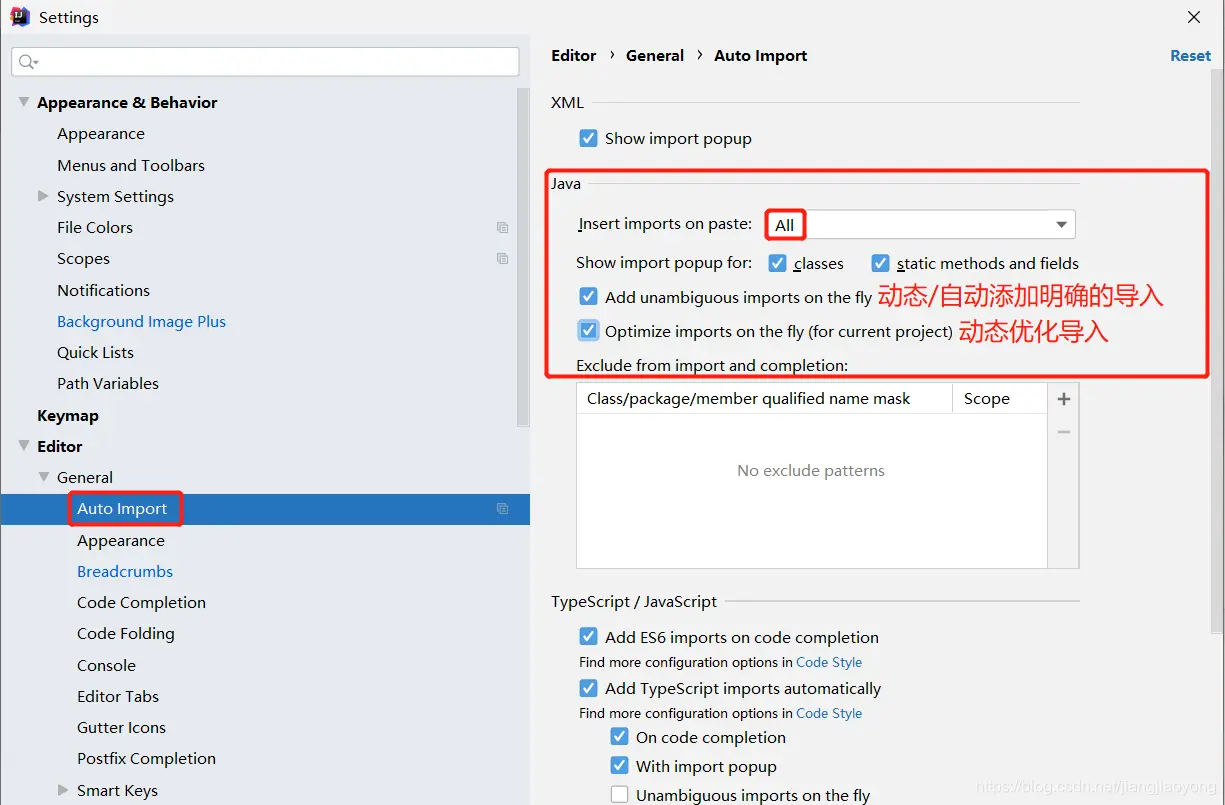 Settings
Appearance & Behavior
Appearance
Menus and Toolbars
System Settings
File Colors
Scopes
Notifications
Background Image Plus
Quick Lists
Path Variables
Keymap
Editor
General
Auto Import
Appearance
Breadcrumbs
Code Completion
Code Folding
Console
Editor Tabs
Gutter Icons
Postfix Completion
Smart Keys
Editor › General › Auto Import
Reset
XML
Show import popup
Java
Insert imports on paste: All
Show import popup for: classes static methods and fields
Add unambiguous imports on the fly 动态/自动添加明确的导入
Optimize imports on the fly (for current project) 动态优化导入
Exclude from import and completion:
Class/package/member qualified name mask Scope
No exclude patterns
TypeScript / JavaScript
Add ES6 imports on code completion
Find more configuration options in Code Style
Add TypeScript imports automatically
Find more configuration options in Code Style
On code completion
With import popup
Unambiguous imports on the fly
https://blog.csdn.net/jiangjiaoyong